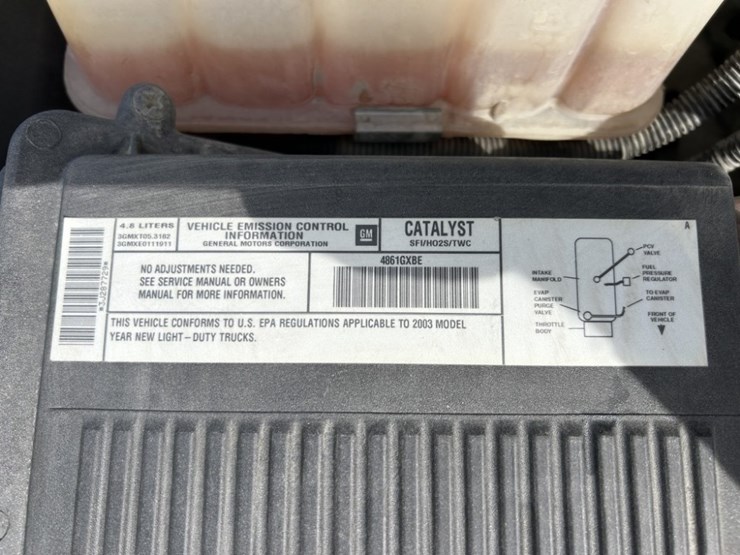 *3J287729*
4.8 LITERS
3GMXT05.3182
3GMXE0111911
VEHICLE EMISSION CONTROL
INFORMATION
GENERAL MOTORS CORPORATION
GM
CATALYST
SFI/HO2S/TWC
NO ADJUSTMENTS NEEDED.
SEE SERVICE MANUAL OR OWNERS
MANUAL FOR MORE INFORMATION.
4861GXBE
THIS VEHICLE CONFORMS TO U.S. EPA REGULATIONS APPLICABLE TO 2003 MODEL
YEAR NEW LIGHT-DUTY TRUCKS.
A
PCV
VALVE
INTAKE
MANIFOLD
FUEL
PRESSURE
REGULATOR
EVAP
CANISTER
PURGE
VALVE
TO EVAP
CANISTER
THROTTLE
BODY
FRONT OF
VEHICLE